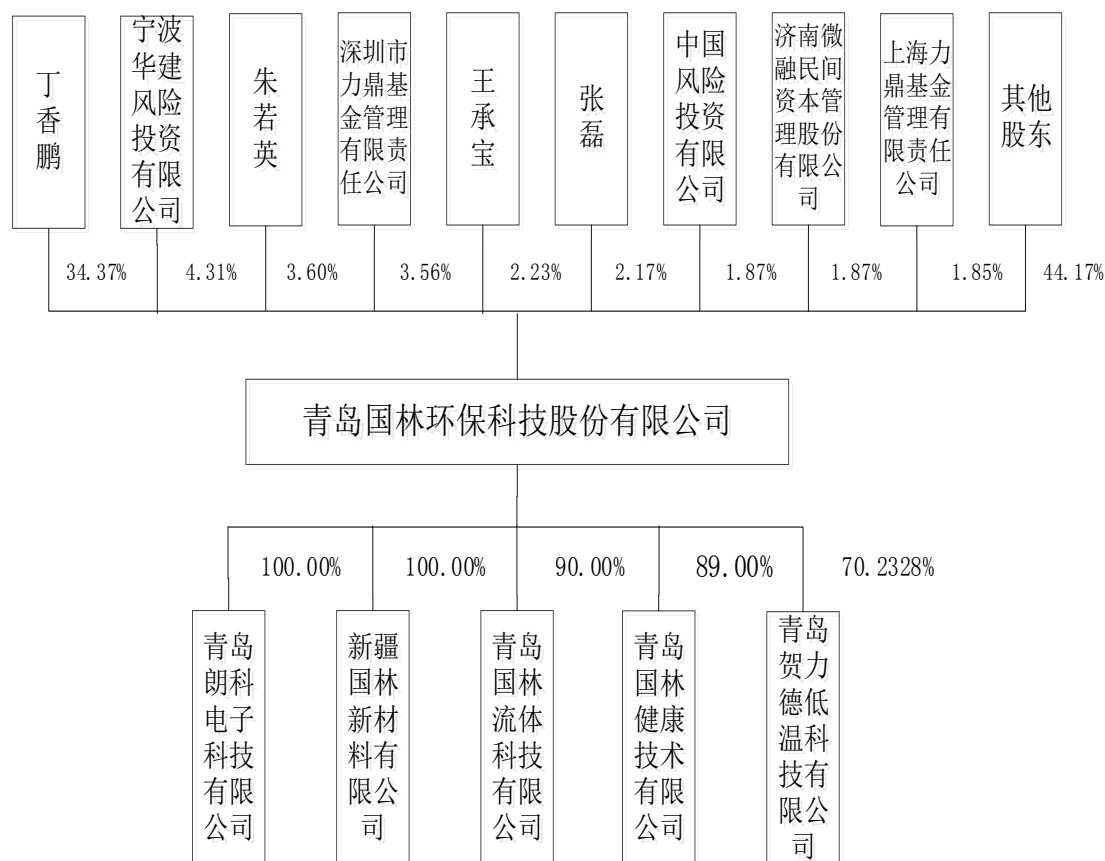 丁
香
鹏
宁波
华建
风险
投资
有限
公司
朱
若
英
深圳市
力鼎基
金管理
有限责
任公司
王
承
宝
张
磊
中国
风险
投资
有限
公司
济南微
融民间
资本管
理股份
有限公
司
上海力
鼎基金
管理有
限责任
公司
其他
股东
34.37%
4.31%
3.60%
3.56%
2.23%
2.17%
1.87%
1.87%
1.85%
44.17%
青岛国林环保科技股份有限公司
100.00%
100.00%
90.00%
89.00%
70.2328%
青岛
朗科
电子
科技
有限
公司
新疆
国林
新材
料有
限公
司
青岛
国林
流体
科技
有限
公司
青岛
国林
健康
技术
有限
公司
青岛
贺力
德低
温科
技有
限公
司